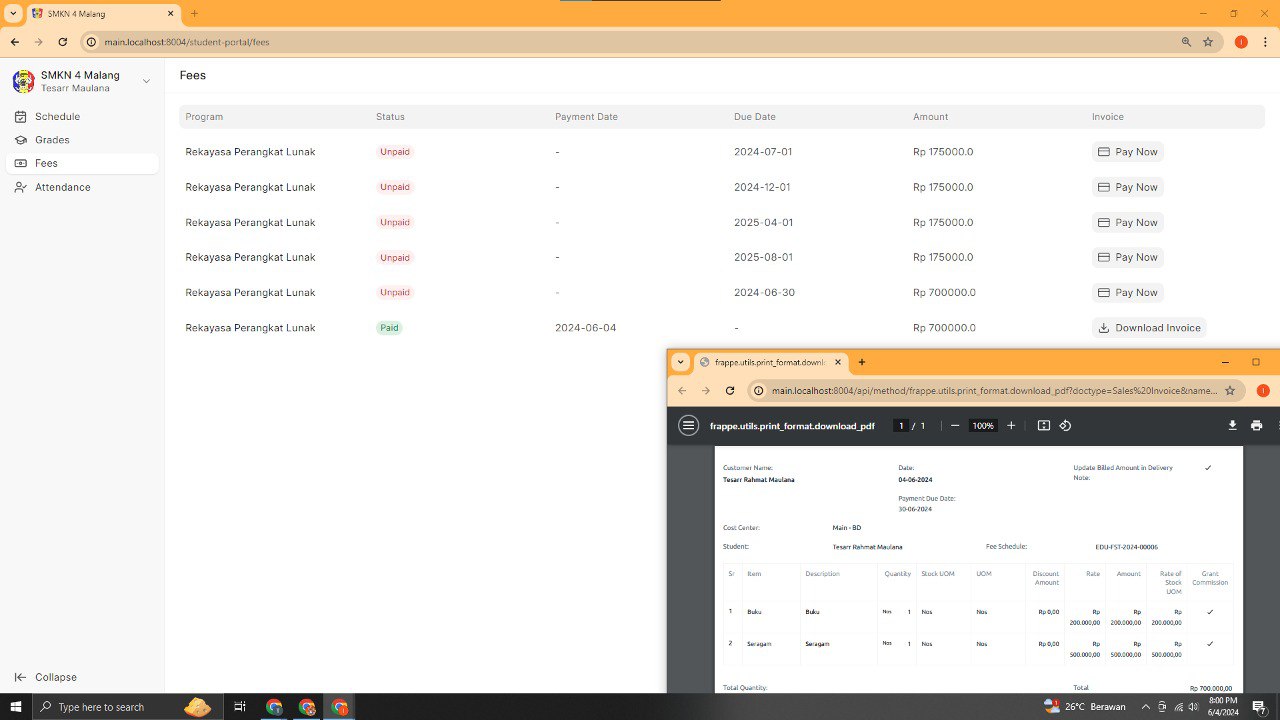 SMKN 4 Malang
main.localhost:8004/student-portal/fees
SMKN 4 Malang
Tesarr Maulana
Schedule
Grades
Fees
Attendance
Collapse
Fees
Program Status Payment Date Due Date Amount Invoice
Rekayasa Perangkat Lunak Unpaid - 2024-07-01 Rp 175000.0 Pay Now
Rekayasa Perangkat Lunak Unpaid - 2024-12-01 Rp 175000.0 Pay Now
Rekayasa Perangkat Lunak Unpaid - 2025-04-01 Rp 175000.0 Pay Now
Rekayasa Perangkat Lunak Unpaid - 2025-08-01 Rp 175000.0 Pay Now
Rekayasa Perangkat Lunak Unpaid - 2024-06-30 Rp 700000.0 Pay Now
Rekayasa Perangkat Lunak Paid 2024-06-04 - Rp 700000.0 Download Invoice
frappe.utils.print_format.downl
main.localhost:8004/api/method/frappe.utils.print_format.download_pdf?doctype=Sales%20Invoice&name...
frappe.utils.print_format.download_pdf 1 / 1 100%
Customer Name: Date: Update Billed Amount in Delivery
Tesarr Rahmat Maulana 04-06-2024 Note:
Payment Due Date:
30-06-2024
Cost Center: Main - BD
Student: Tesarr Rahmat Maulana Fee Schedule: EDU-FST-2024-00006
Sr Item Description Quantity Stock UOM UOM Discount Rate Amount Rate of Grant
Amount Stock Commission
UOM
1 Buku Buku Nos 1 Nos Nos Rp 0,00 Rp Rp Rp
200.000,00 200.000,00 200.000,00
2 Seragam Seragam Nos 1 Nos Nos Rp 0,00 Rp Rp Rp
500.000,00 500.000,00 500.000,00
Total Quantity: Total Rp 700.000,00
Type here to search
26°C Berawan
8:00 PM
6/4/2024